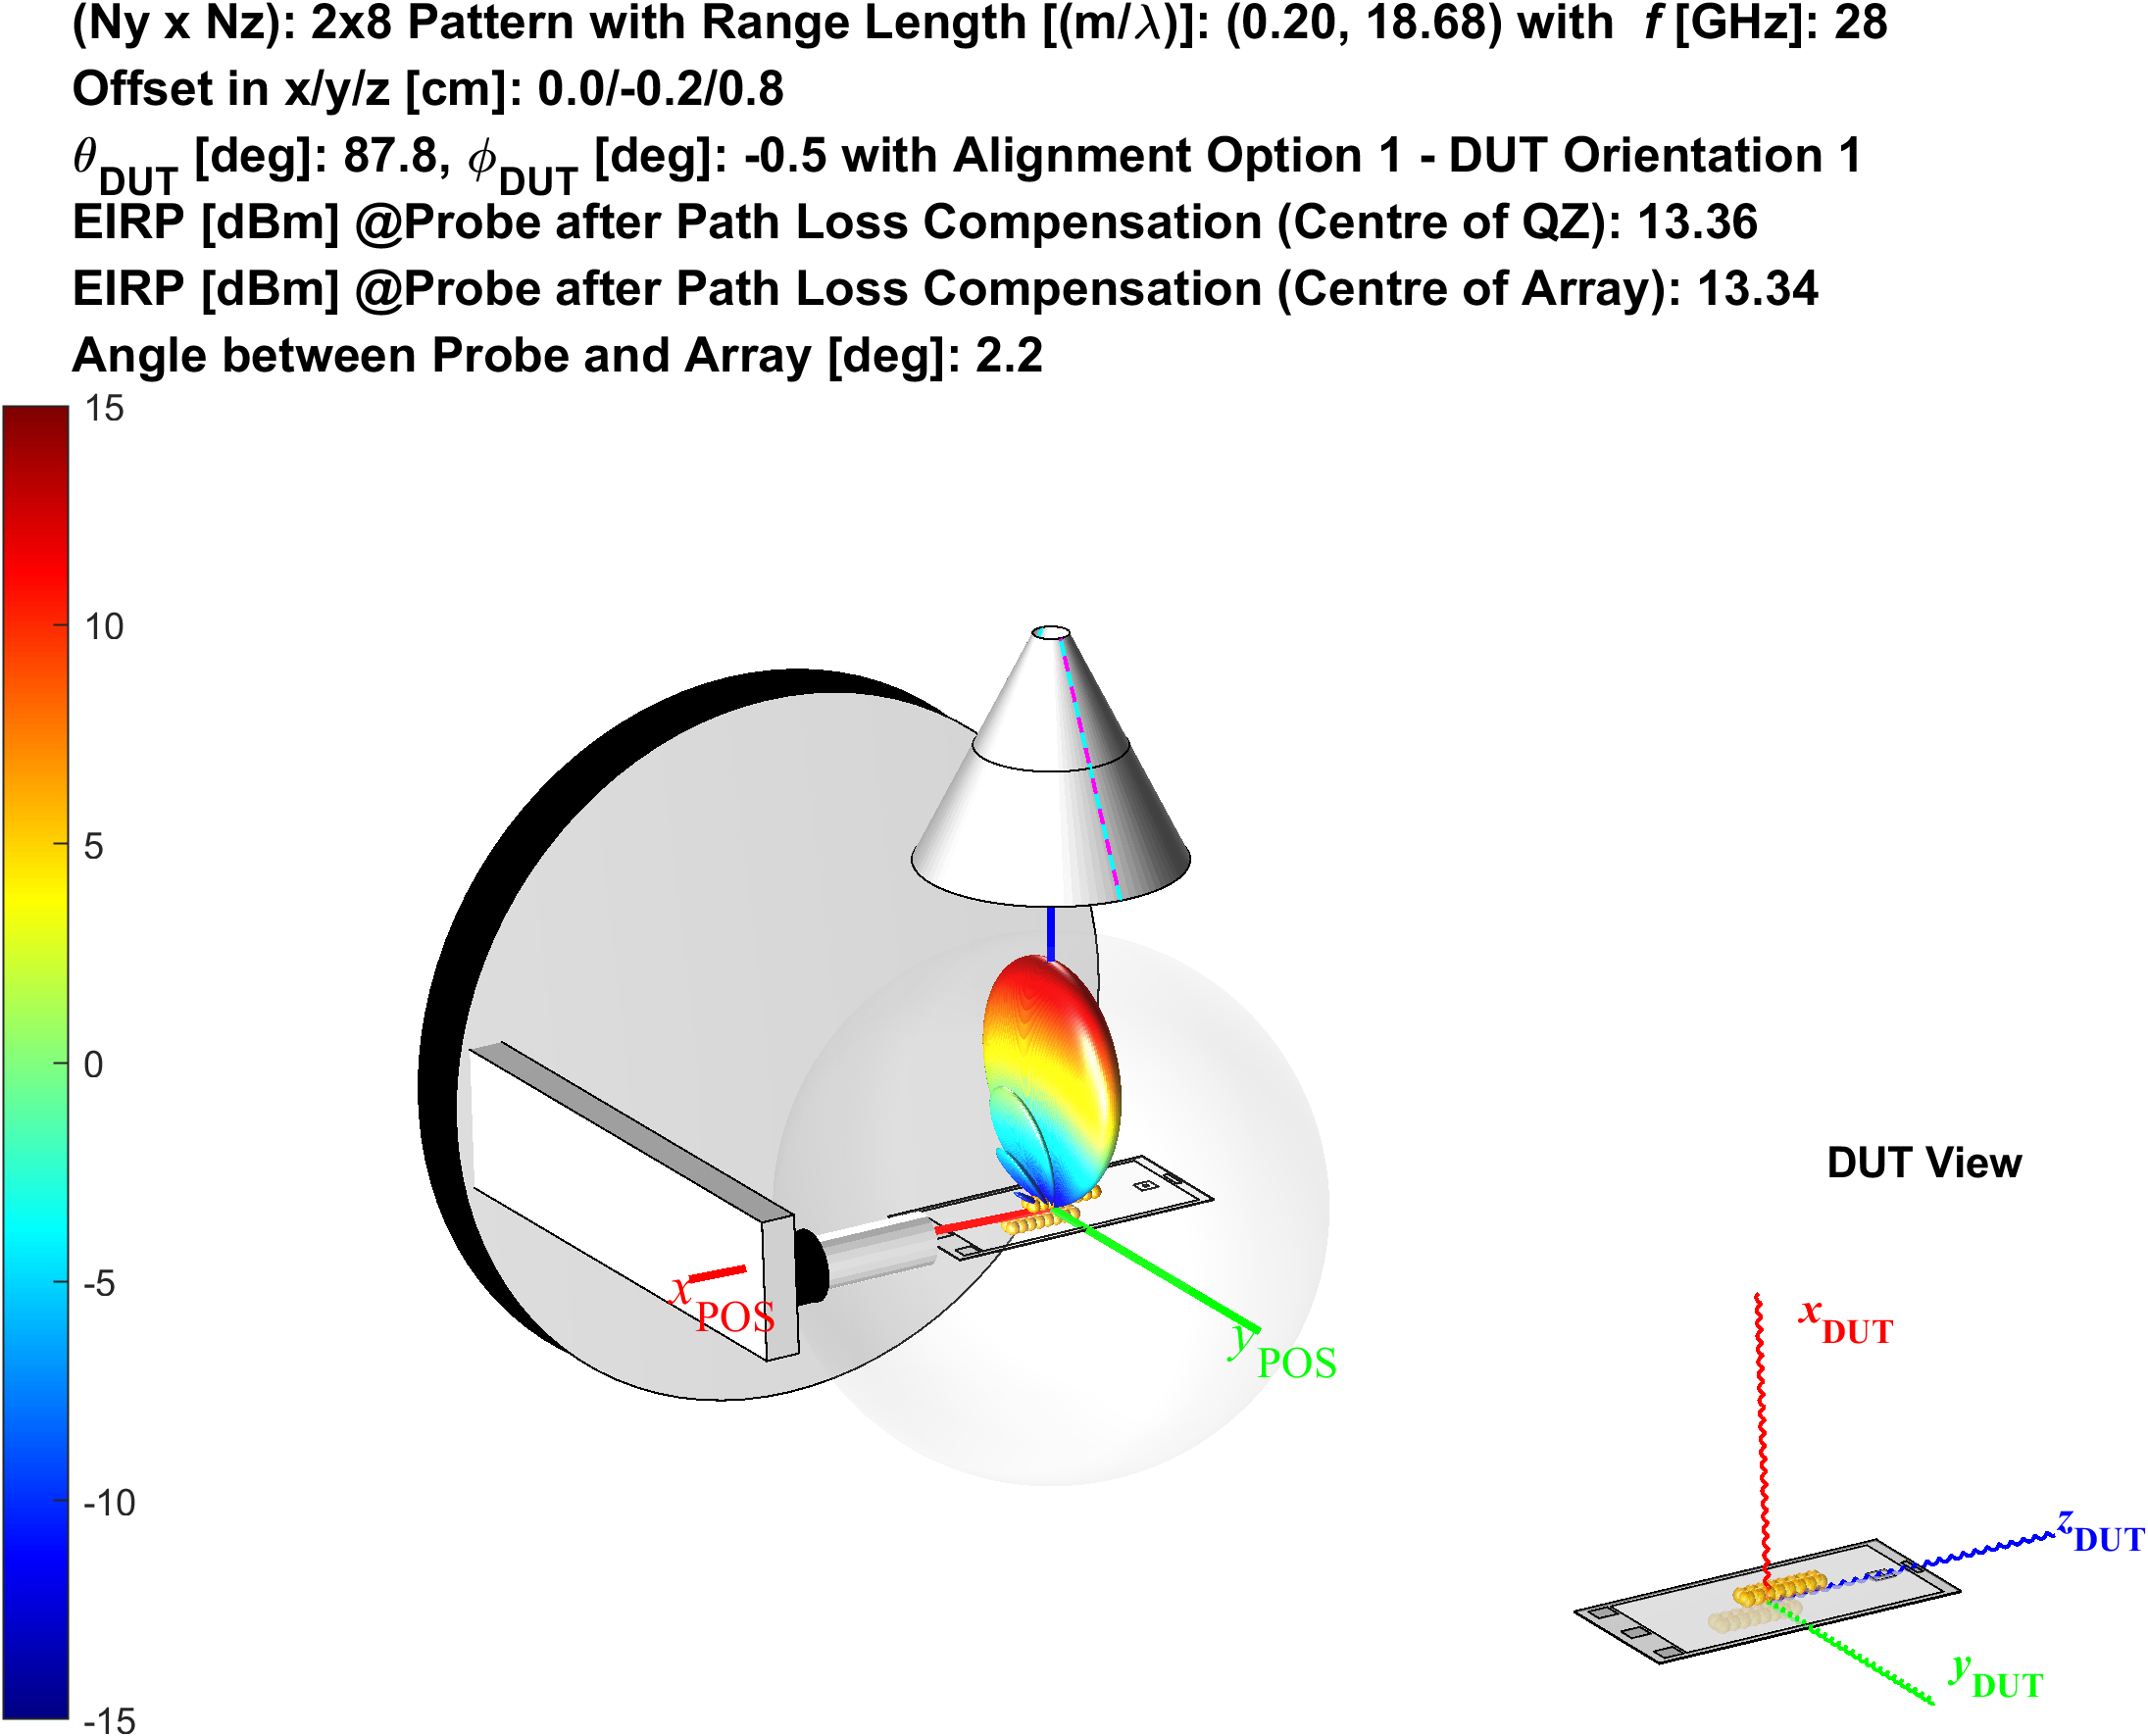 (Ny x Nz): 2x8 Pattern with Range Length [(m/λ)]: (0.20, 18.68) with f [GHz]: 28
Offset in x/y/z [cm]: 0.0/-0.2/0.8
θDUT [deg]: 87.8, ϕDUT [deg]: -0.5 with Alignment Option 1 - DUT Orientation 1
EIRP [dBm] @Probe after Path Loss Compensation (Centre of QZ): 13.36
EIRP [dBm] @Probe after Path Loss Compensation (Centre of Array): 13.34
Angle between Probe and Array [deg]: 2.2
15
10
5
0
-5
-10
-15
xPOS
yPOS
DUT View
xDUT
zDUT
yDUT